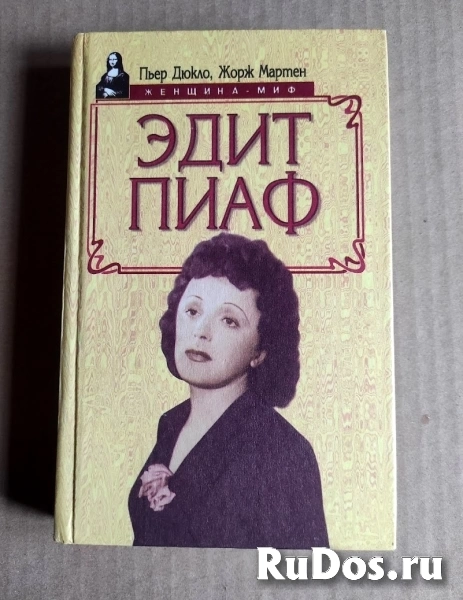 Пьер Дюкло, Жорж Мартен
ЖЕНЩИНА-МИФ
ЭДИТ
ПИАФ
RuDos.ru